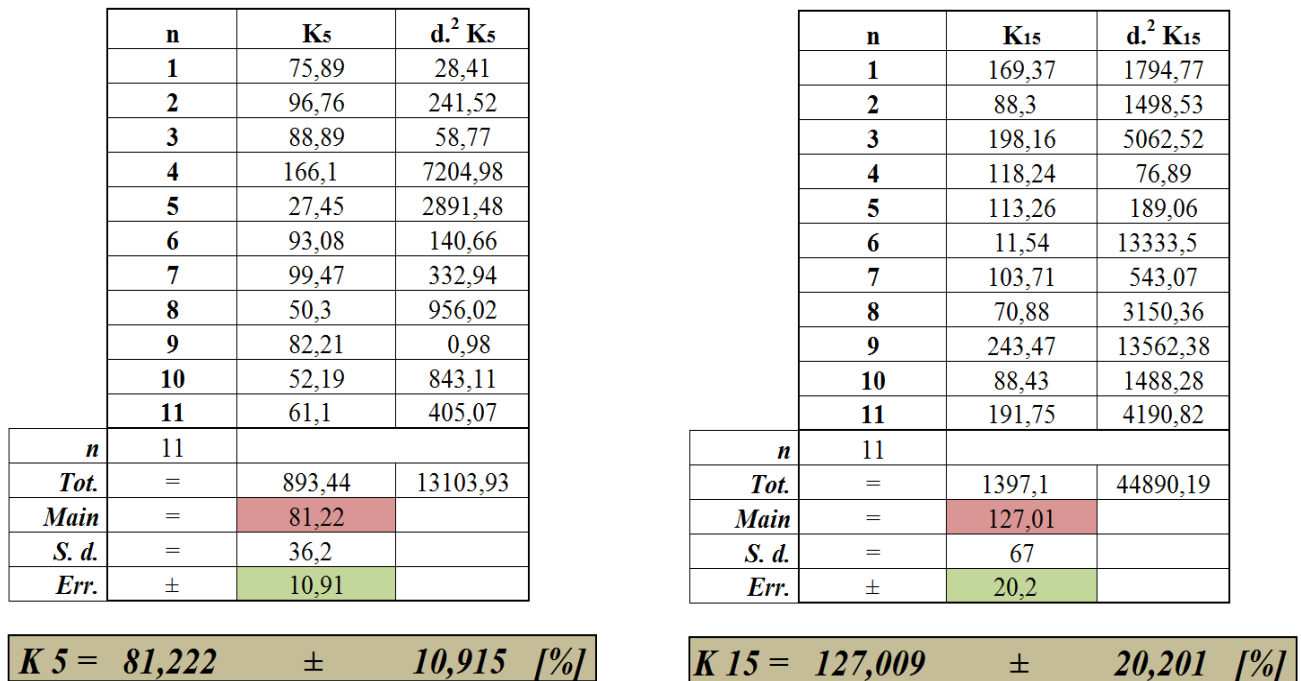 n K5 d.² K5
1 75,89 28,41
2 96,76 241,52
3 88,89 58,77
4 166,1 7204,98
5 27,45 2891,48
6 93,08 140,66
7 99,47 332,94
8 50,3 956,02
9 82,21 0,98
10 52,19 843,11
11 61,1 405,07
n 11
Tot. = 893,44 13103,93
Main = 81,22
S. d. = 36,2
Err. ± 10,91
K 5 = 81,222 ± 10,915 [%]
n K15 d.² K15
1 169,37 1794,77
2 88,3 1498,53
3 198,16 5062,52
4 118,24 76,89
5 113,26 189,06
6 11,54 13333,5
7 103,71 543,07
8 70,88 3150,36
9 243,47 13562,38
10 88,43 1488,28
11 191,75 4190,82
n 11
Tot. = 1397,1 44890,19
Main = 127,01
S. d. = 67
Err. ± 20,2
K 15 = 127,009 ± 20,201 [%]